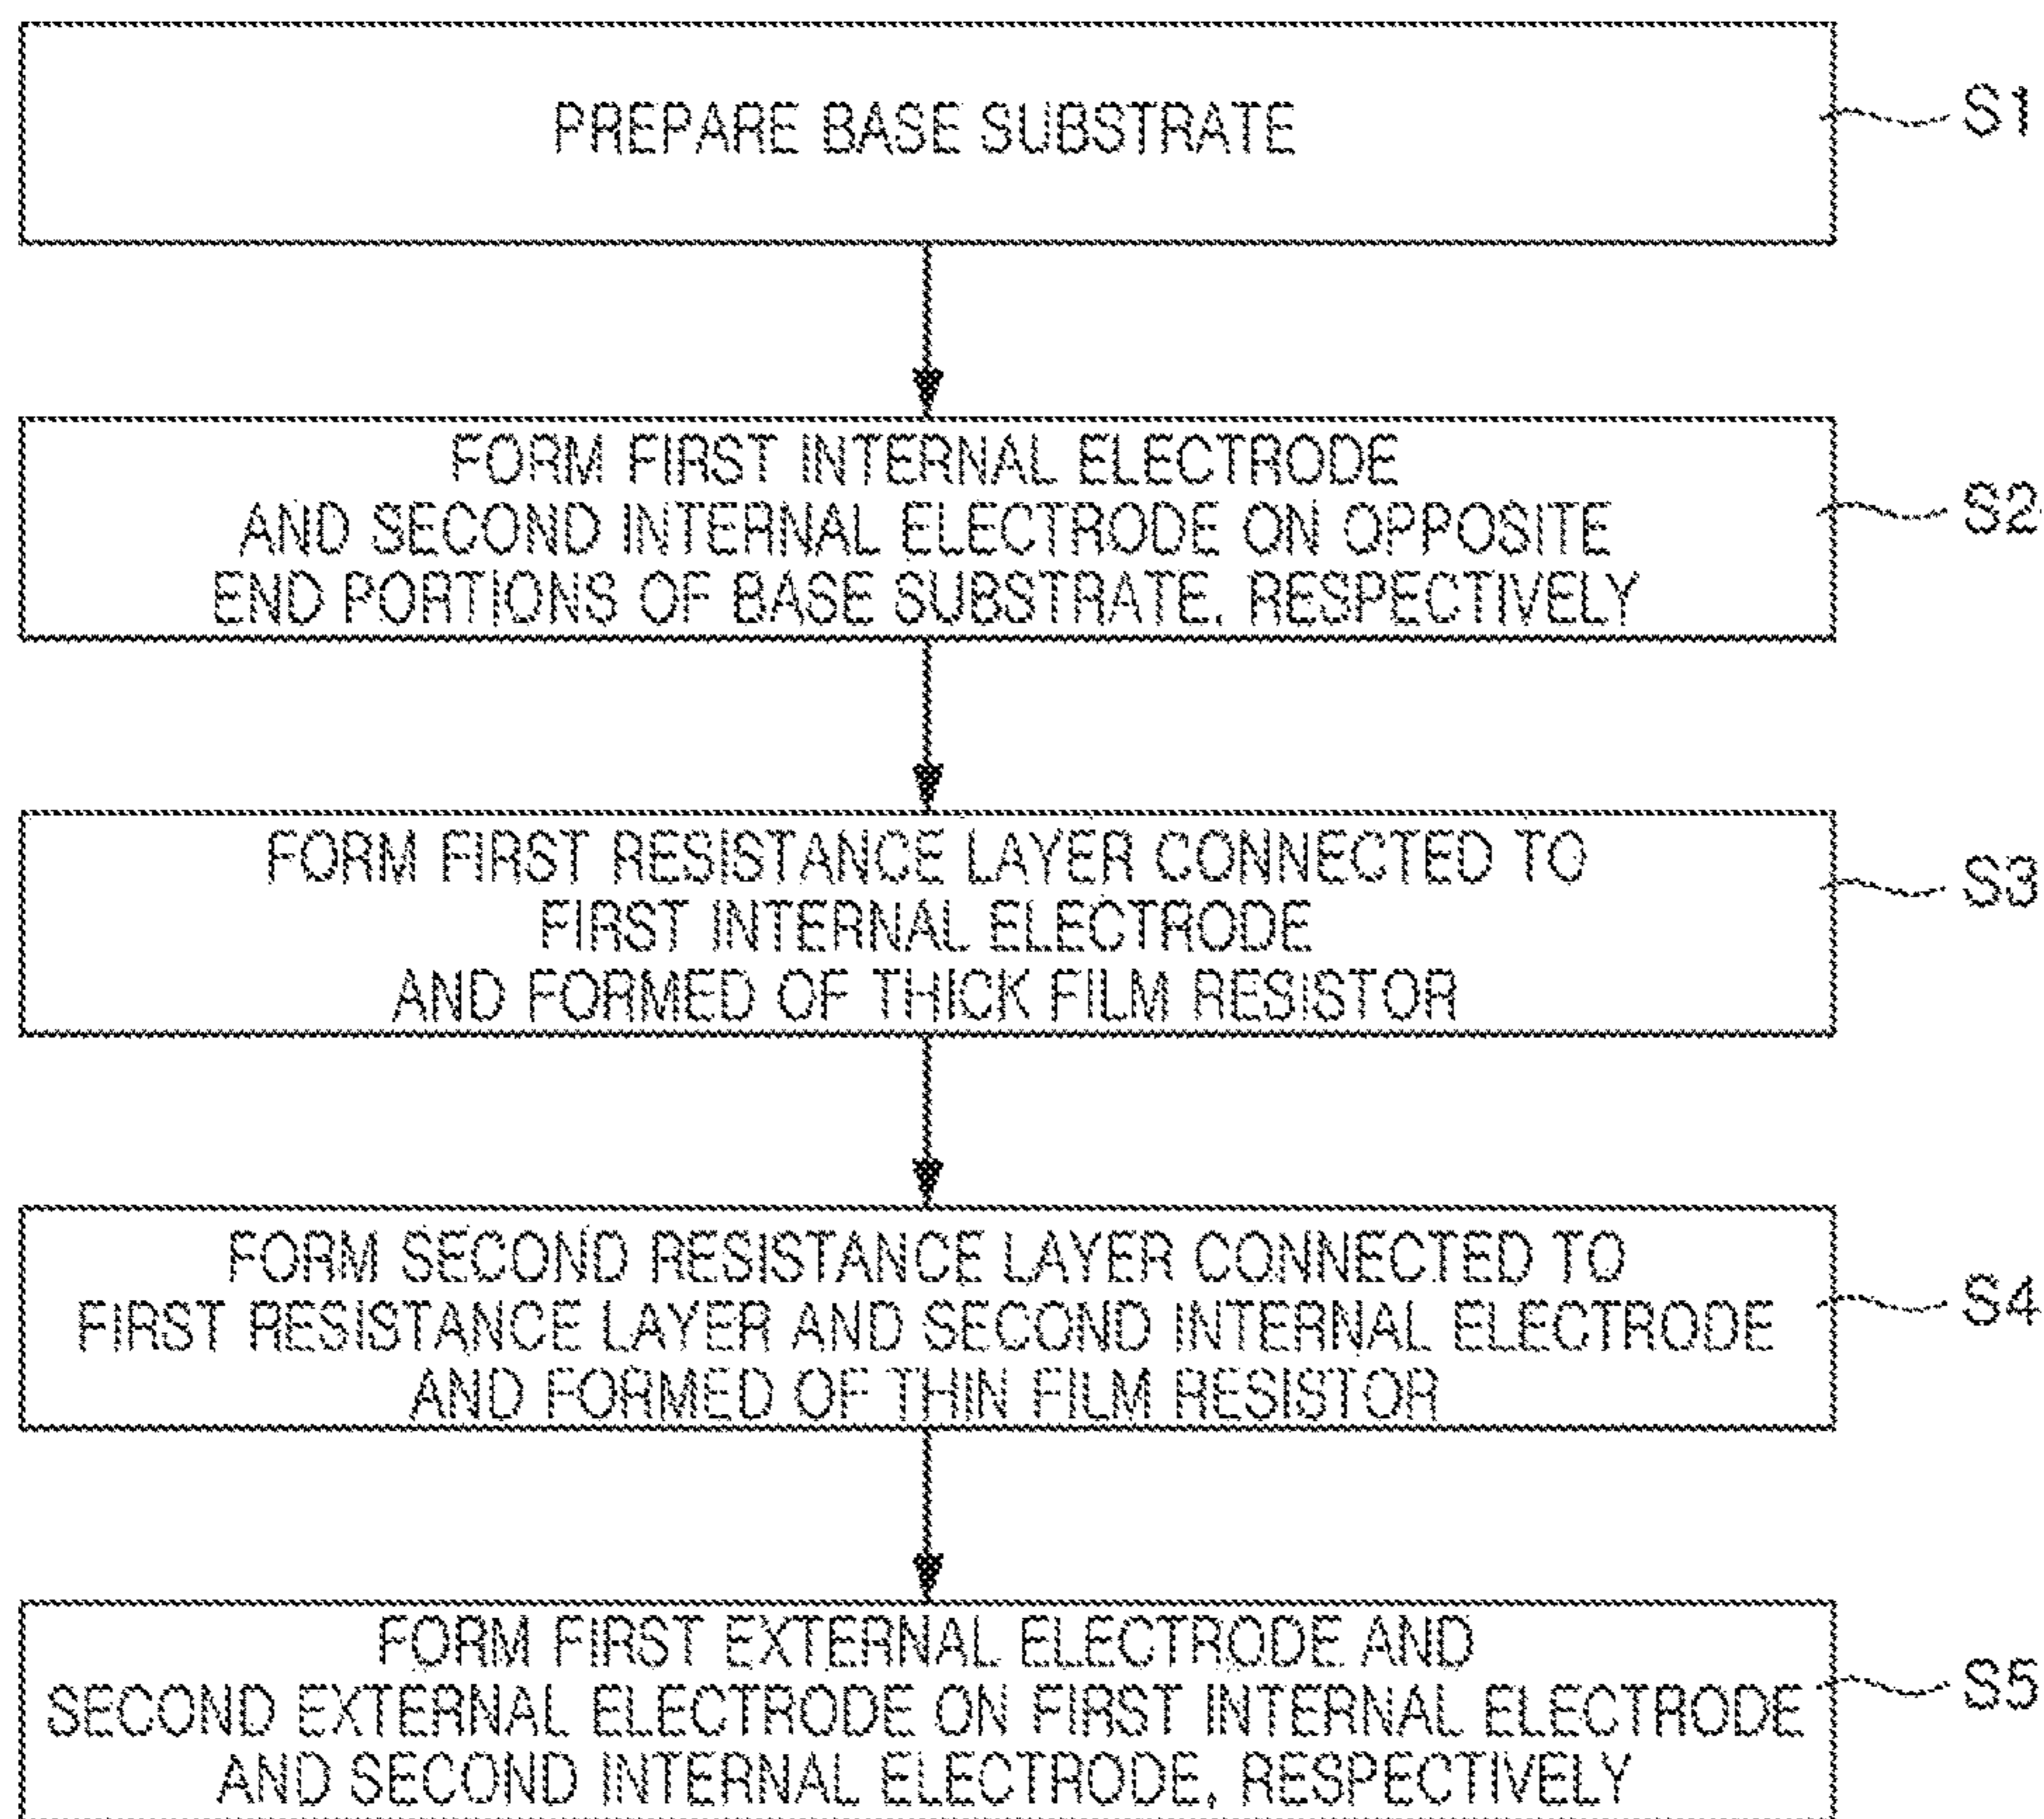 PREPARE BASE SUBSTRATE
S1
FORM FIRST INTERNAL ELECTRODE
AND SECOND INTERNAL ELECTRODE ON OPPOSITE
END PORTIONS OF BASE SUBSTRATE, RESPECTIVELY
S2
FORM FIRST RESISTANCE LAYER CONNECTED TO
FIRST INTERNAL ELECTRODE
AND FORMED OF THICK FILM RESISTOR
S3
FORM SECOND RESISTANCE LAYER CONNECTED TO
FIRST RESISTANCE LAYER AND SECOND INTERNAL ELECTRODE
AND FORMED OF THIN FILM RESISTOR
S4
FORM FIRST EXTERNAL ELECTRODE AND
SECOND EXTERNAL ELECTRODE ON FIRST INTERNAL ELECTRODE
AND SECOND INTERNAL ELECTRODE, RESPECTIVELY
S5